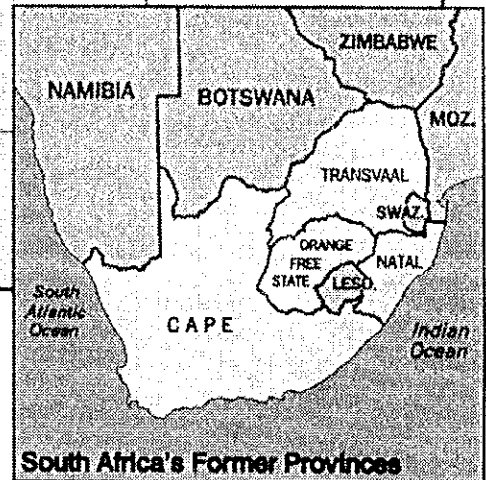 ZIMBABWE
NAMIBIA
BOTSWANA
MOZ.
TRANSVAAL
SWAZ.
ORANGE
FREE
STATE
NATAL
LESO.
South
Atlantic
Ocean
CAPE
Indian
Ocean
South Africa's Former Provinces